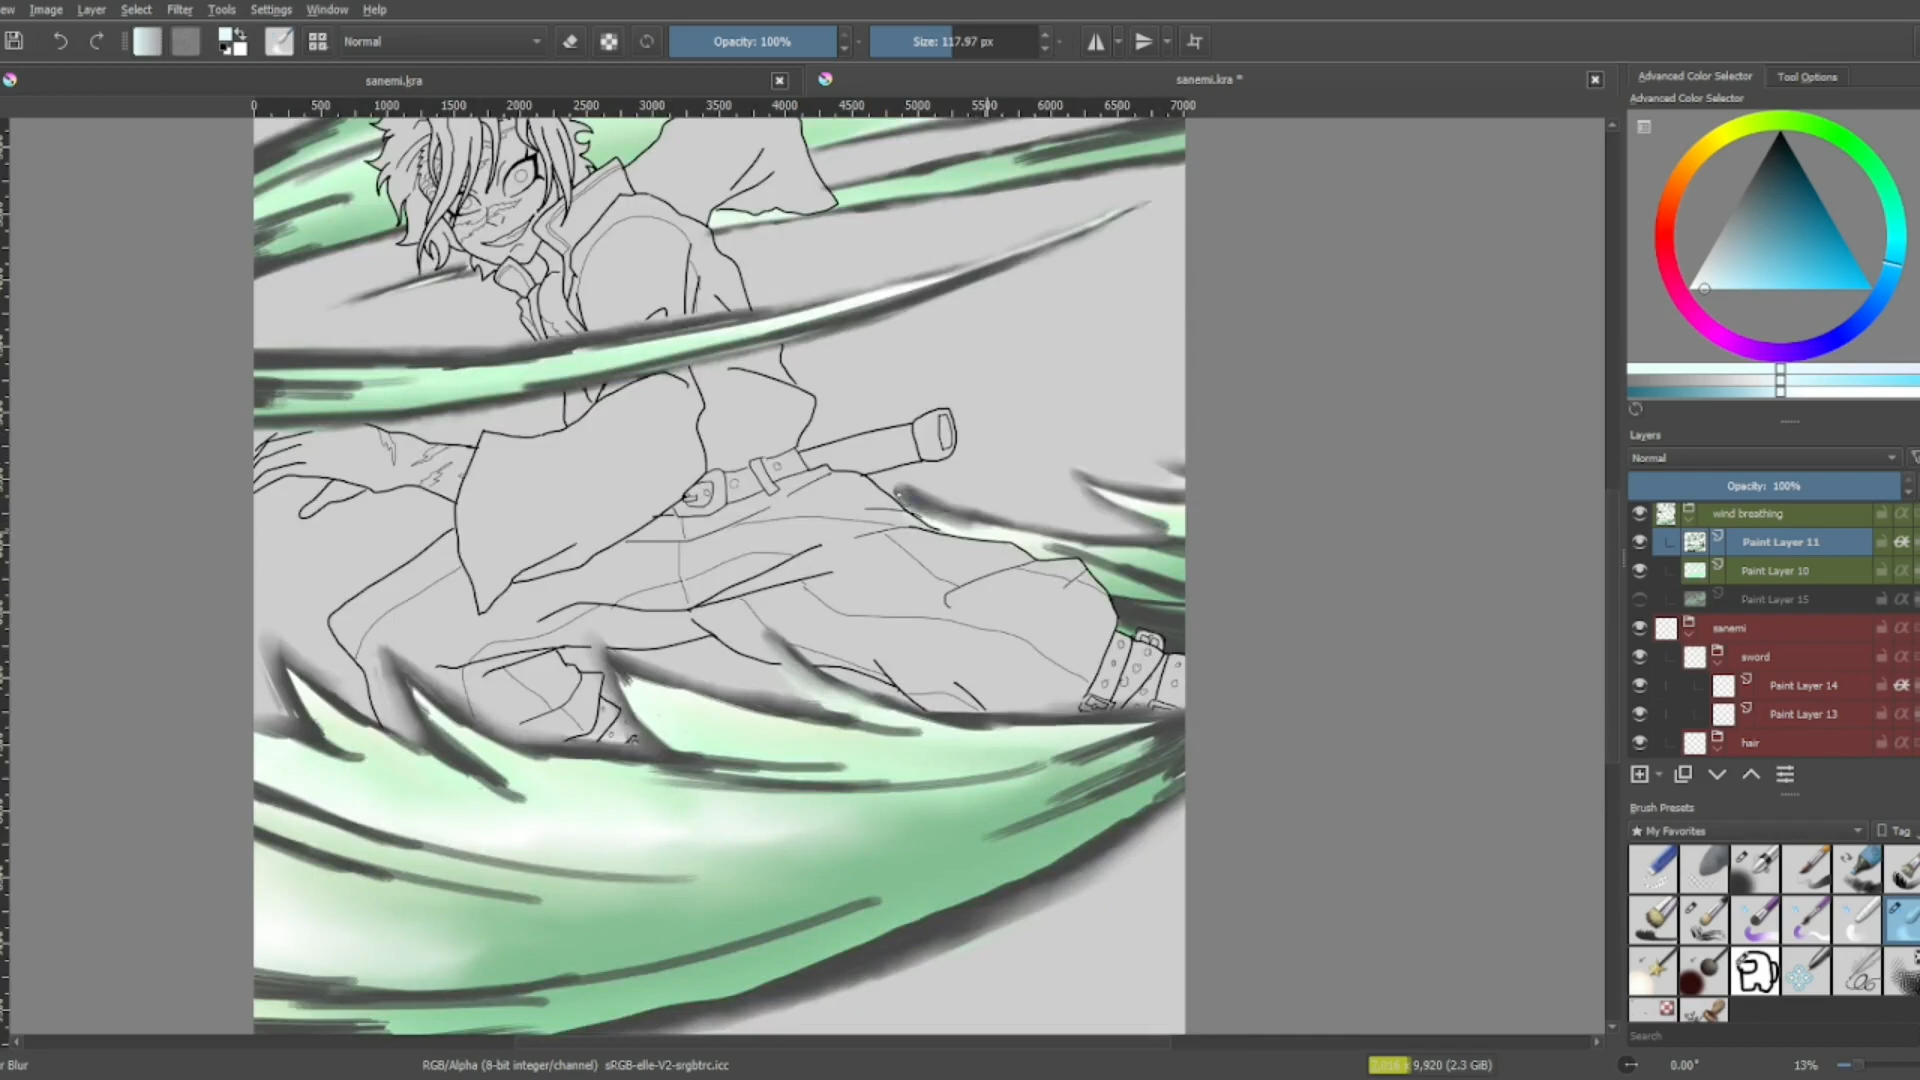 ew Image Layer Select Filter Tools Settings Window Help
Normal Opacity: 100% Size: 117.97 px
sanemi.kra sanemi.kra *
0 500 1000 1500 2000 2500 3000 3500 4000 4500 5000 5500 6000 6500 7000
Advanced Color Selector Tool Options
Advanced Color Selector
Layers
Normal
Opacity: 100%
wind breathing
Paint Layer 11
Paint Layer 10
Paint Layer 15
sanemi
sword
Paint Layer 14
Paint Layer 13
hair
Brush Presets
My Favorites Tag
Search
r Blur RGB/Alpha (8-bit integer/channel) sRGB-elle-V2-srgbtrc.icc 7,016 x 9,920 (2.3 GiB) 0.00° 13%